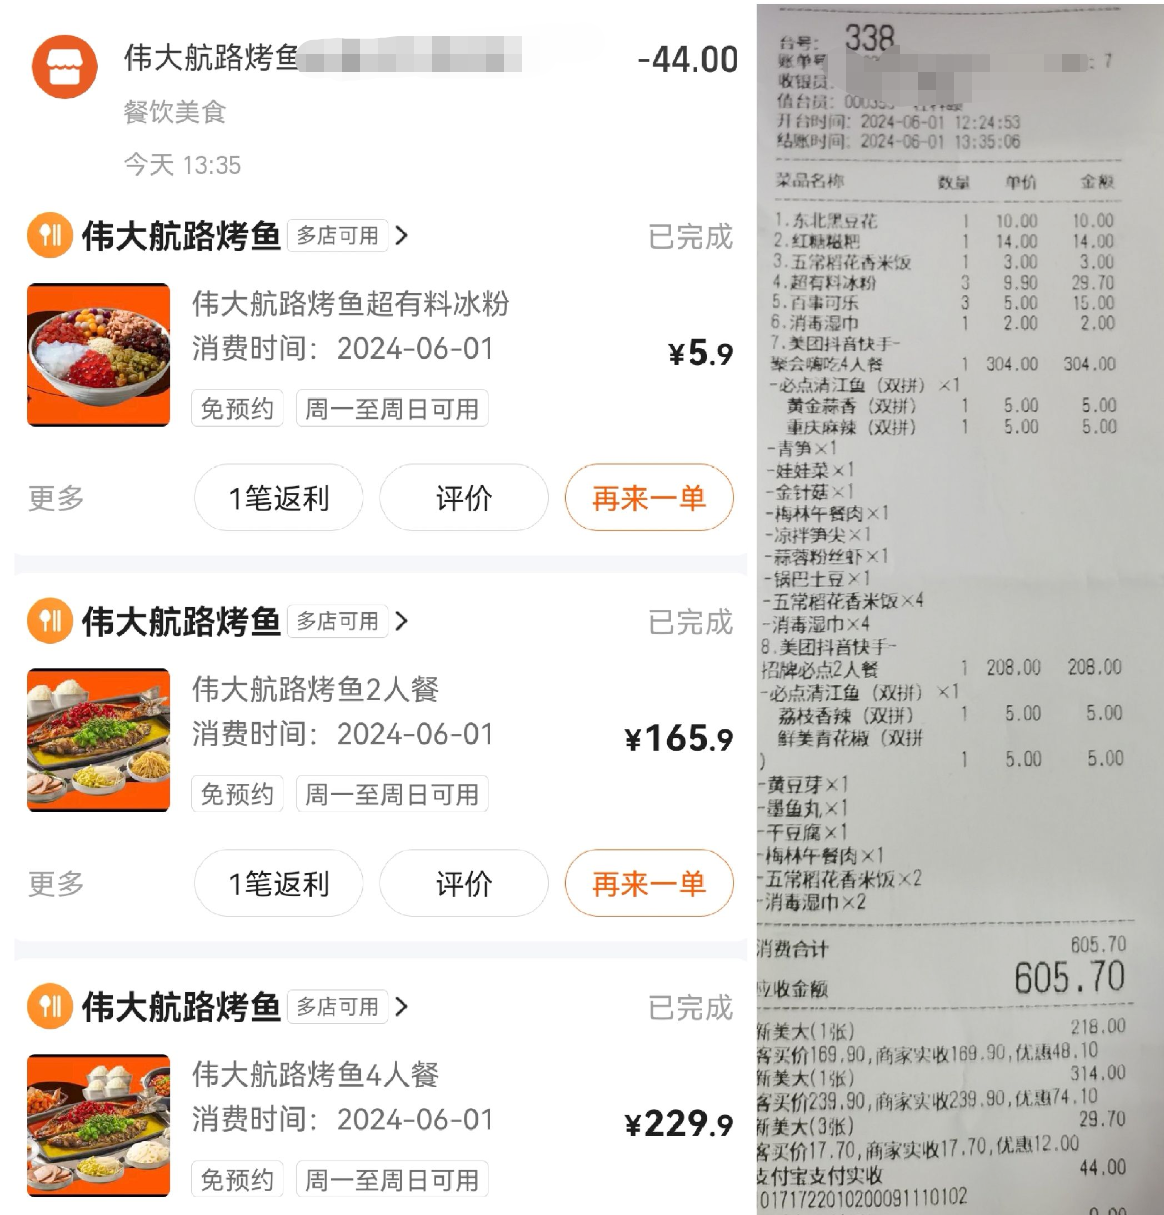 伟大航路烤鱼
-44.00
餐饮美食
今天 13:35
伟大航路烤鱼 多店可用 >
已完成
伟大航路烤鱼超有料冰粉
消费时间：2024-06-01
¥5.9
免预约 周一至周日可用
更多 1笔返利 评价 再来一单
伟大航路烤鱼 多店可用 >
已完成
伟大航路烤鱼2人餐
消费时间：2024-06-01
¥165.9
免预约 周一至周日可用
更多 1笔返利 评价 再来一单
伟大航路烤鱼 多店可用 >
已完成
伟大航路烤鱼4人餐
消费时间：2024-06-01
¥229.9
免预约 周一至周日可用
台号： 338
账单号 : 7
收银员:
值台员：
开台时间：2024-06-01 12:24:53
结账时间：2024-06-01 13:35:06
菜品名称 数量 单价 金额
1.东北黑豆花 1 10.00 10.00
2.红糖糍粑 1 14.00 14.00
3.五常稻花香米饭 1 3.00 3.00
4.超有料冰粉 3 9.90 29.70
5.百事可乐 3 5.00 15.00
6.消毒湿巾 1 2.00 2.00
7.美团抖音快手-
聚会嗨吃4人餐 1 304.00 304.00
-必点清江鱼（双拼）×1
黄金蒜香（双拼） 1 5.00 5.00
重庆麻辣（双拼） 1 5.00 5.00
-青笋×1
-娃娃菜×1
-金针菇×1
-梅林午餐肉×1
-凉拌笋尖×1
-蒜蓉粉丝虾×1
-锅巴土豆×1
-五常稻花香米饭×4
-消毒湿巾×4
8.美团抖音快手-
招牌必点2人餐 1 208.00 208.00
-必点清江鱼（双拼）×1
荔枝香辣（双拼） 1 5.00 5.00
鲜美青花椒（双拼
） 1 5.00 5.00
-黄豆芽×1
-墨鱼丸×1
-干豆腐×1
-梅林午餐肉×1
-五常稻花香米饭×2
-消毒湿巾×2
消费合计 605.70
应收金额 605.70
新美大(1张) 218.00
客买价169.90,商家实收169.90,优惠48.10
新美大(1张) 314.00
客买价239.90,商家实收239.90,优惠74.10
新美大(3张) 29.70
客买价17.70,商家实收17.70,优惠12.00
支付宝支付实收 44.00
0171722010200091110102